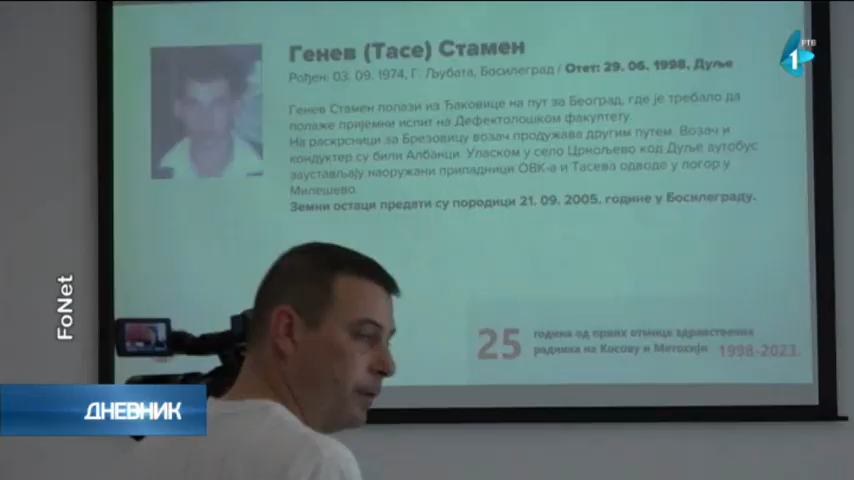 Генев (Тасе) Стамен
Рођен: 03. 09. 1974, Г. Љубата, Босилеград / Отет: 29. 06. 1998, Дуље
Генев Стамен полази из Ђаковице на пут за Београд, где је требало да
полаже пријемни испит на Дефектолошком факултету.
На раскрсници за Брезовицу возач продужава другим путем. Возач и
кондуктер су били Албанци. Уласком у село Црнољево код Дуље аутобус
заустављају наоружани припадници ОВК-а и Тасева одводе у логор у
Милешево.
Земни остаци предати су породици 21. 09. 2005. године у Босилеграду.
25
година од првих отмице здравствених
радника на Косову и Метохији 1998-2023.
РТВ
1
FoNet
ДНЕВНИК